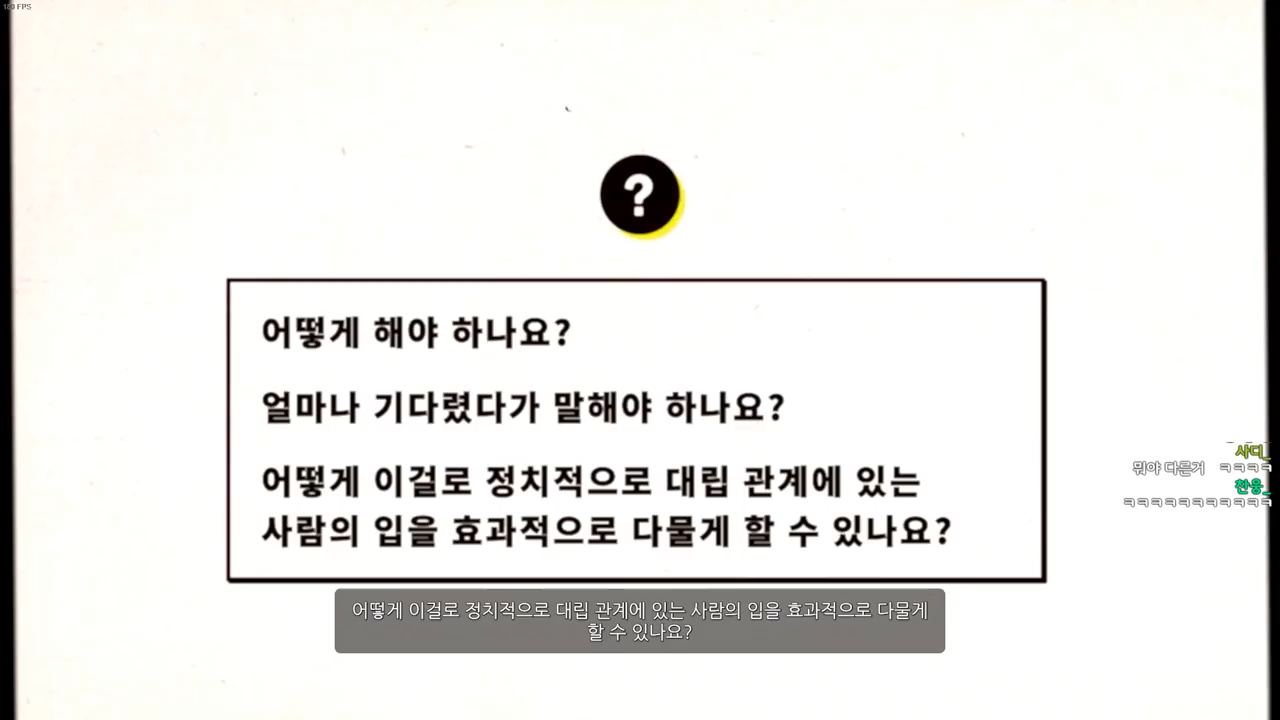 180 FPS
?
어떻게 해야 하나요?
얼마나 기다렸다가 말해야 하나요?
어떻게 이걸로 정치적으로 대립 관계에 있는
사람의 입을 효과적으로 다물게 할 수 있나요?
어떻게 이걸로 정치적으로 대립 관계에 있는 사람의 입을 효과적으로 다물게
할 수 있나요?
사디_
뭐야 다른거 ㅋㅋㅋㅋ
찬웅_
ㅋㅋㅋㅋㅋㅋㅋㅋㅋㅋㅋ